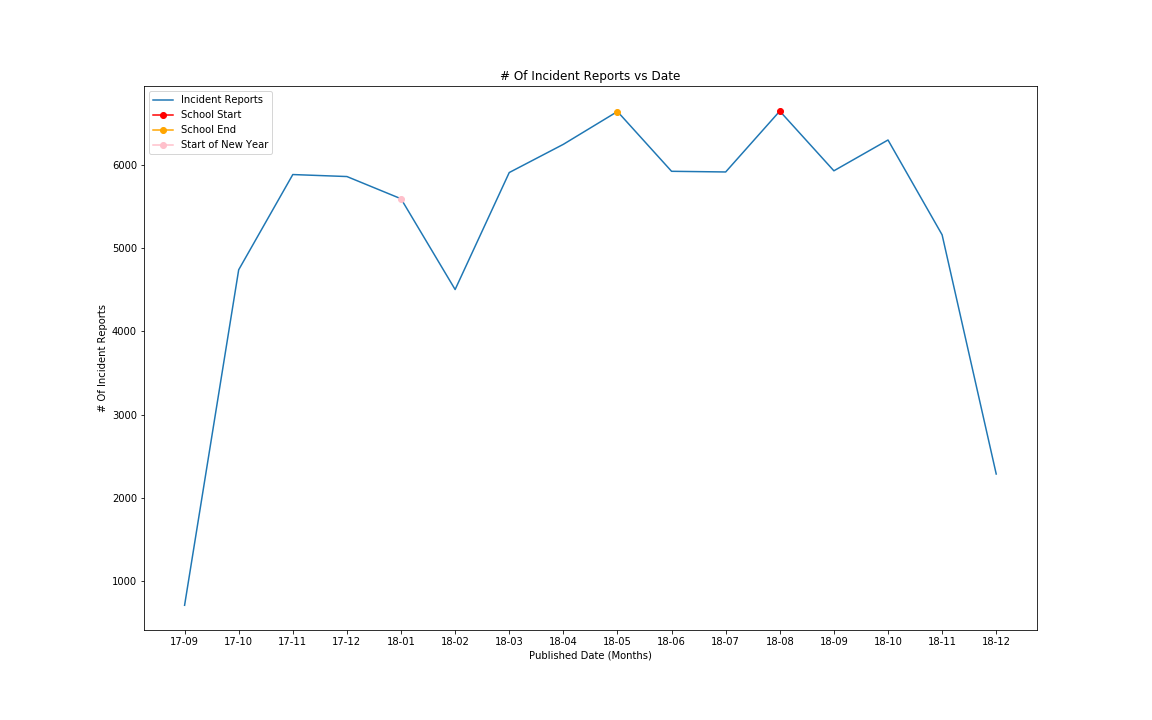 # Of Incident Reports vs Date
Incident Reports
School Start
School End
Start of New Year
# Of Incident Reports
6000
5000
4000
3000
2000
1000
17-09 17-10 17-11 17-12 18-01 18-02 18-03 18-04 18-05 18-06 18-07 18-08 18-09 18-10 18-11 18-12
Published Date (Months)